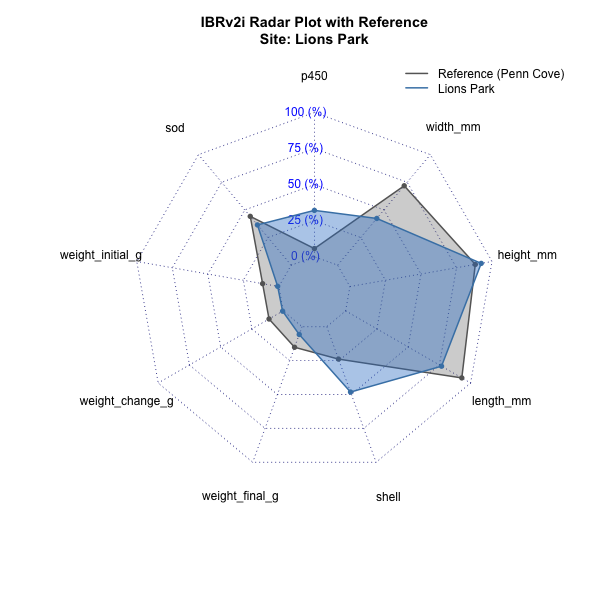 IBRv2i Radar Plot with Reference
Site: Lions Park
p450
Reference (Penn Cove)
Lions Park
100 (%)
sod
width_mm
75 (%)
50 (%)
25 (%)
weight_initial_g
0 (%)
height_mm
weight_change_g
length_mm
weight_final_g
shell